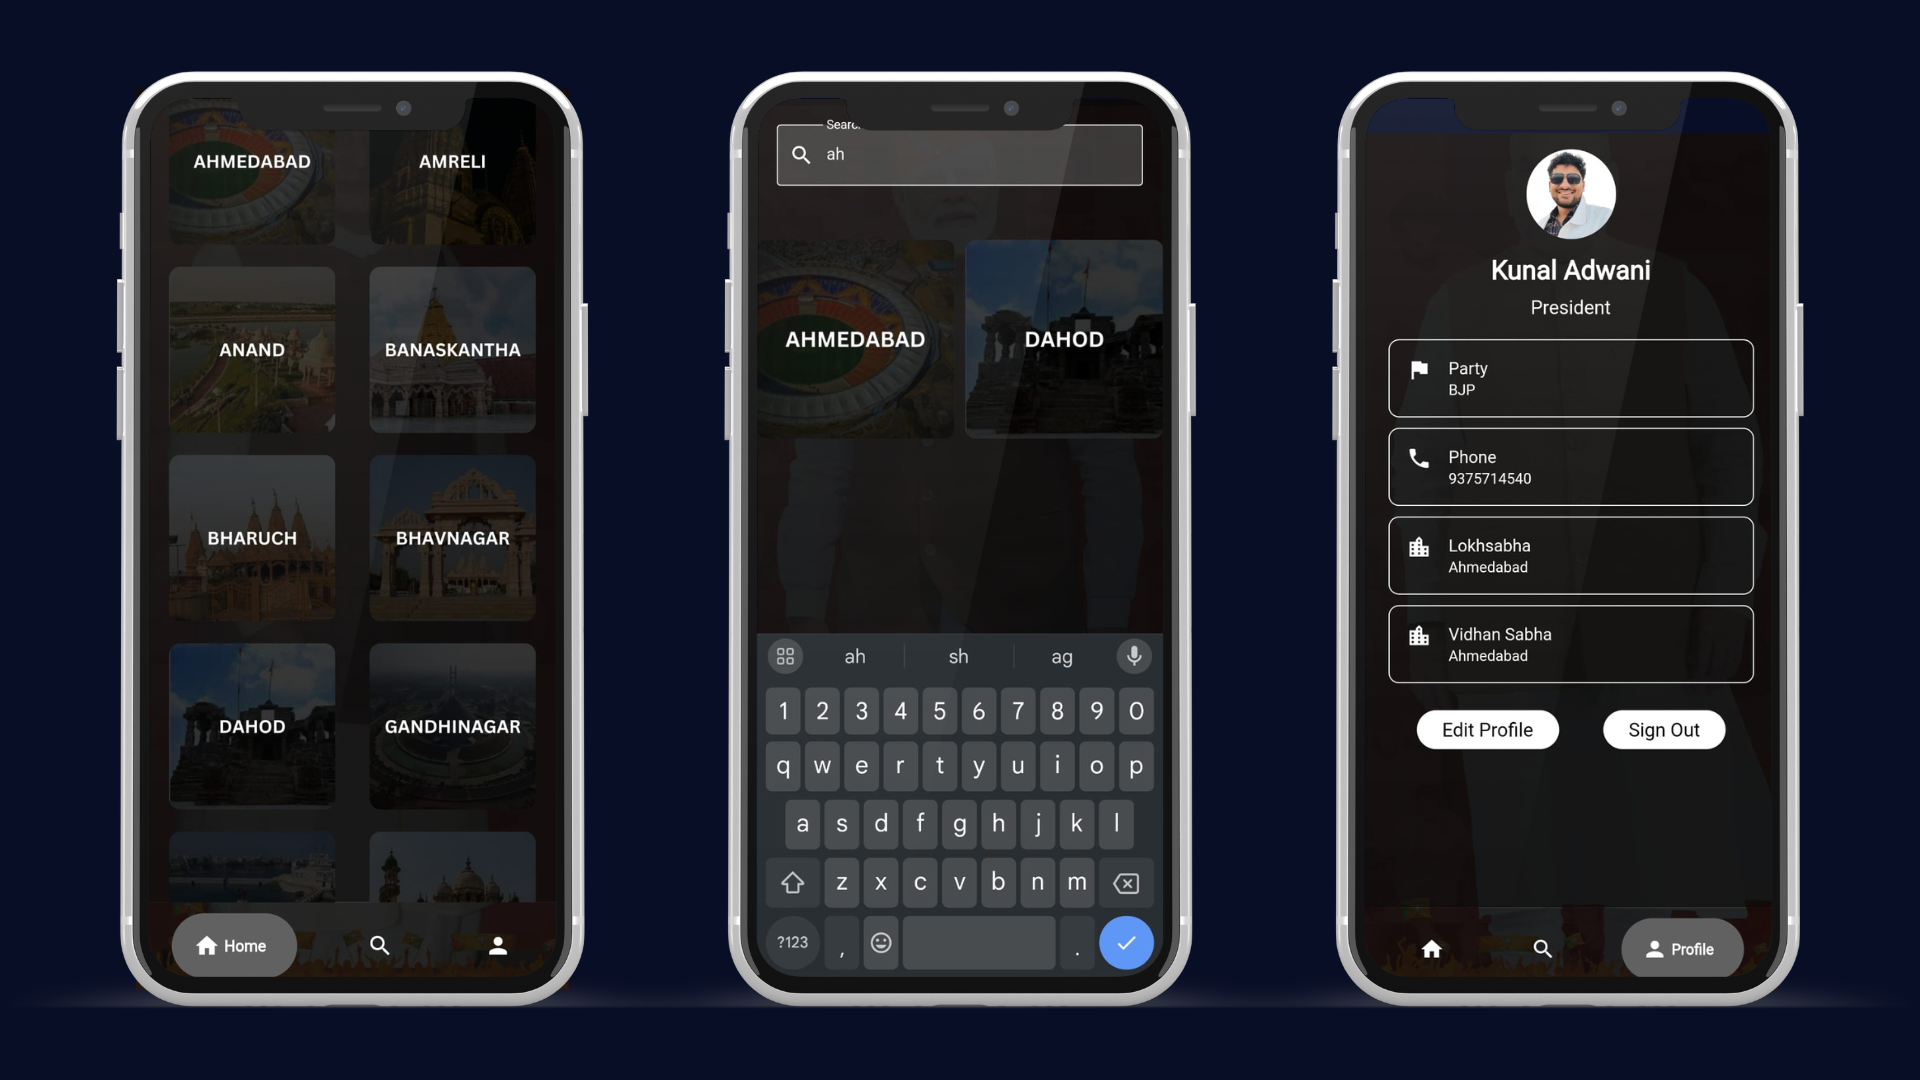 AHMEDABAD
AMRELI
ANAND
BANASKANTHA
BHARUCH
BHAVNAGAR
DAHOD
GANDHINAGAR
Home
Search
ah
AHMEDABAD
DAHOD
ah
sh
ag
1 2 3 4 5 6 7 8 9 0
q w e r t y u i o p
a s d f g h j k l
z x c v b n m
?123 , .
Kunal Adwani
President
Party
BJP
Phone
9375714540
Lokhsabha
Ahmedabad
Vidhan Sabha
Ahmedabad
Edit Profile
Sign Out
Profile